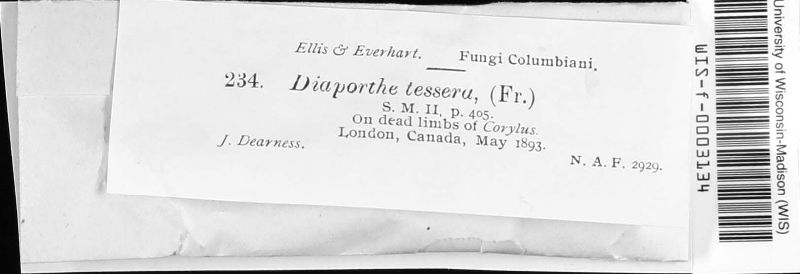 Ellis & Everhart. Fungi Columbiani.
234. Diaporthe tessera, (Fr.)
S. M. II, p. 405.
On dead limbs of Corylus.
London, Canada, May 1893.
J. Dearness.
N. A. F. 2929.
WIS-f-0003134
University of Wisconsin-Madison (WIS)